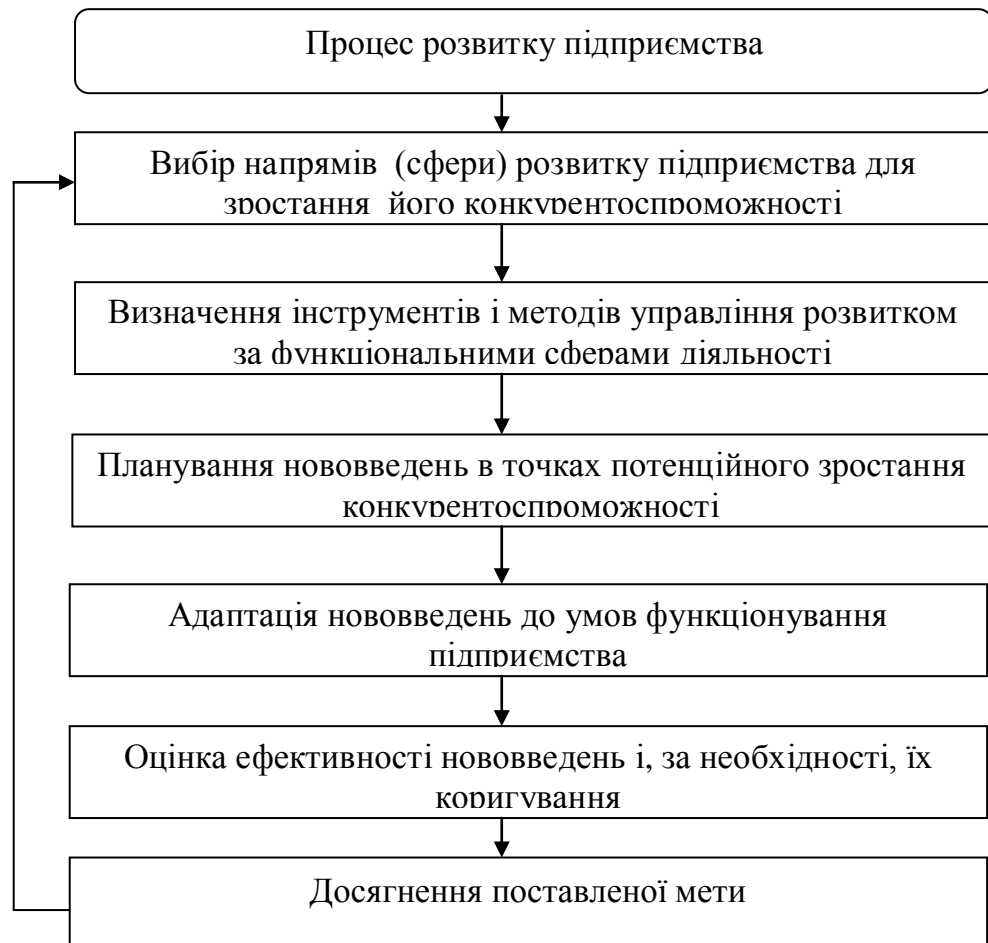 Процес розвитку підприємства
Вибір напрямів (сфери) розвитку підприємства для
зростання його конкурентоспроможності
Визначення інструментів і методів управління розвитком
за функціональними сферами діяльності
Планування нововведень в точках потенційного зростання
конкурентоспроможності
Адаптація нововведень до умов функціонування
підприємства
Оцінка ефективності нововведень і, за необхідності, їх
коригування
Досягнення поставленої мети